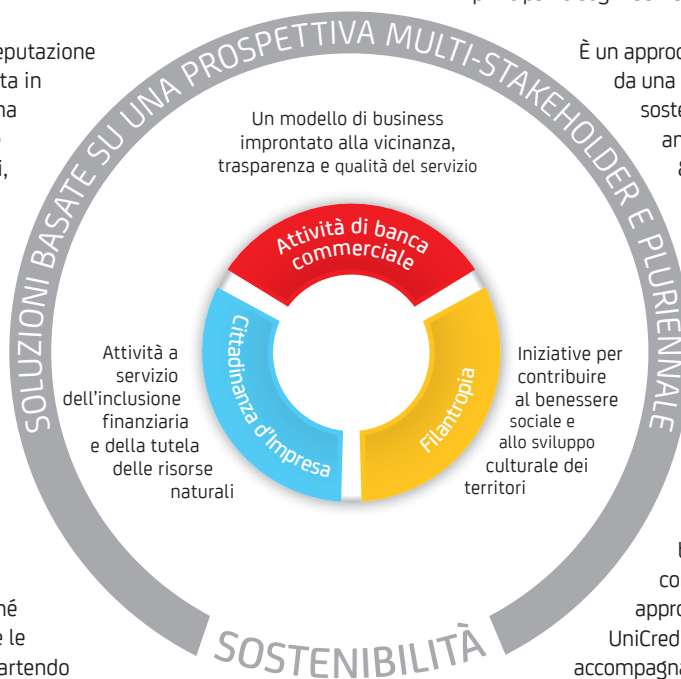 eputazione
ta in
na
i,
È un approc
da una
soste
an
SOLUZIONI BASATE SU UNA PROSPETTIVA MULTI-STAKEHOLDER E PLURIENNALE
Un modello di business
improntato alla vicinanza,
trasparenza e qualità del servizio
Attività di banca
commerciale
Cittadinanza d'Impresa
Filantropia
Attività a
servizio
dell'inclusione
finanziaria
e della tutela
delle risorse
naturali
Iniziative per
contribuire
al benessere
sociale e
allo sviluppo
culturale dei
territori
SOSTENIBILITÀ
né
e le
artendo
co
appro
UniCred
accompagna